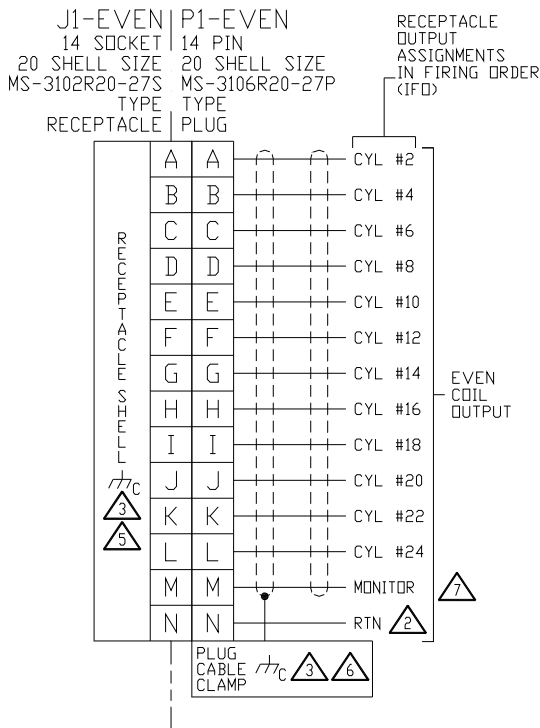 J1-EVEN P1-EVEN
14 SOCKET 14 PIN
20 SHELL SIZE 20 SHELL SIZE
MS-3102R20-27S MS-3106R20-27P
TYPE TYPE
RECEPTACLE PLUG
RECEPTACLE
OUTPUT
ASSIGNMENTS
IN FIRING ORDER
(IFO)
A A CYL #2
B B CYL #4
C C CYL #6
D D CYL #8
E E CYL #10
F F CYL #12
G G CYL #14
H H CYL #16
I I CYL #18
J J CYL #20
K K CYL #22
L L CYL #24
M M MONITOR 7
N N RTN 2
RECEPTACLE SHELL
C
3
5
EVEN
COIL
OUTPUT
PLUG
CABLE C 3 6
CLAMP